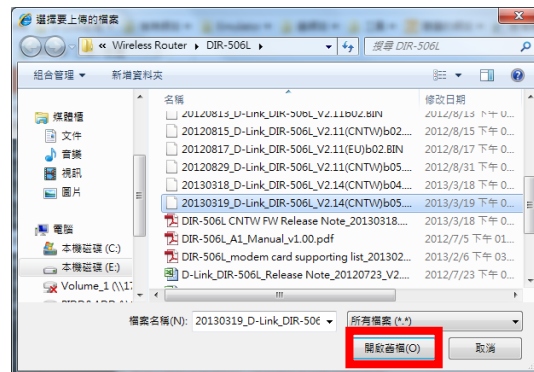 選擇要上傳的檔案
« Wireless Router ▸ DIR-506L ▸
搜尋 DIR-506L
組合管理 ▼ 新增資料夾
名稱 修改日期
20120813_D-Link_DIR-506L_V2.11b02.BIN 2012/8/13 下午 0...
20120815_D-Link_DIR-506L_V2.11(CNTW)b02.... 2012/8/15 下午 0...
20120817_D-Link_DIR-506L_V2.11(EU)b02.BIN 2012/8/17 下午 0...
20120829_D-Link_DIR-506L_V2.11(CNTW)b05.... 2012/8/31 下午 0...
20130318_D-Link_DIR-506L_V2.14(CNTW)b04.... 2013/3/18 下午 0...
20130319_D-Link_DIR-506L_V2.14(CNTW)b05.... 2013/3/19 下午 0...
DIR-506L CNTW FW Release Note_20130318.... 2013/3/18 下午 0...
DIR-506L_A1_Manual_v1.00.pdf 2012/7/5 下午 01...
DIR-506L_modem card supporting list_201302... 2013/2/6 下午 03...
D-Link_DIR-506L_Release Note_20120723_V2.... 2012/7/23 下午 0...
媒體櫃
文件
音樂
視訊
圖片
電腦
本機磁碟 (C:)
本機磁碟 (E:)
Volume_1 (\\17
檔案名稱(N): 20130319_D-Link_DIR-506 所有檔案 (*.*)
開啟舊檔(O) 取消